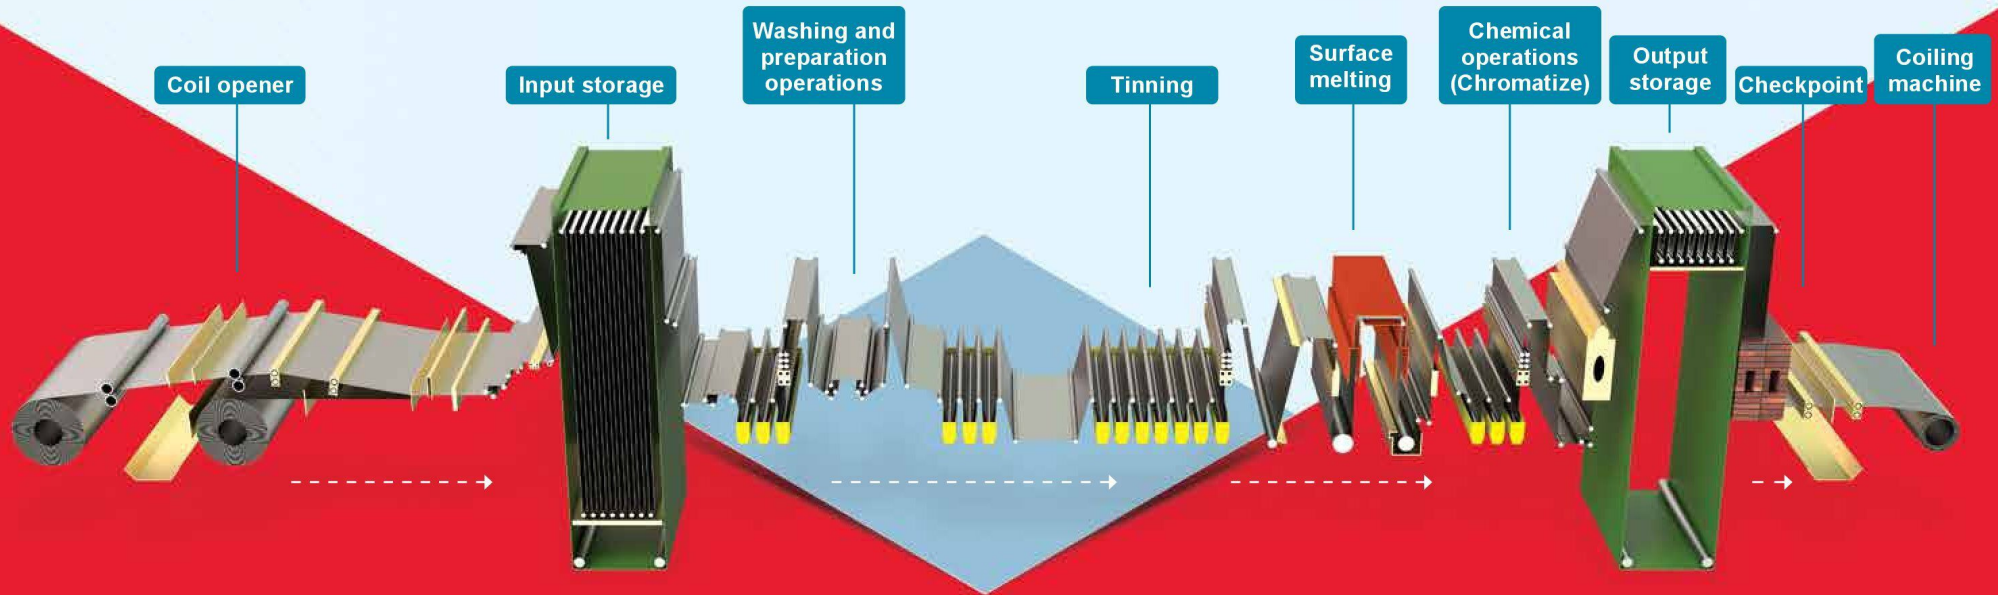 Coil opener
Input storage
Washing and
preparation
operations
Tinning
Surface
melting
Chemical
operations
(Chromatize)
Output
storage
Checkpoint
Coiling
machine